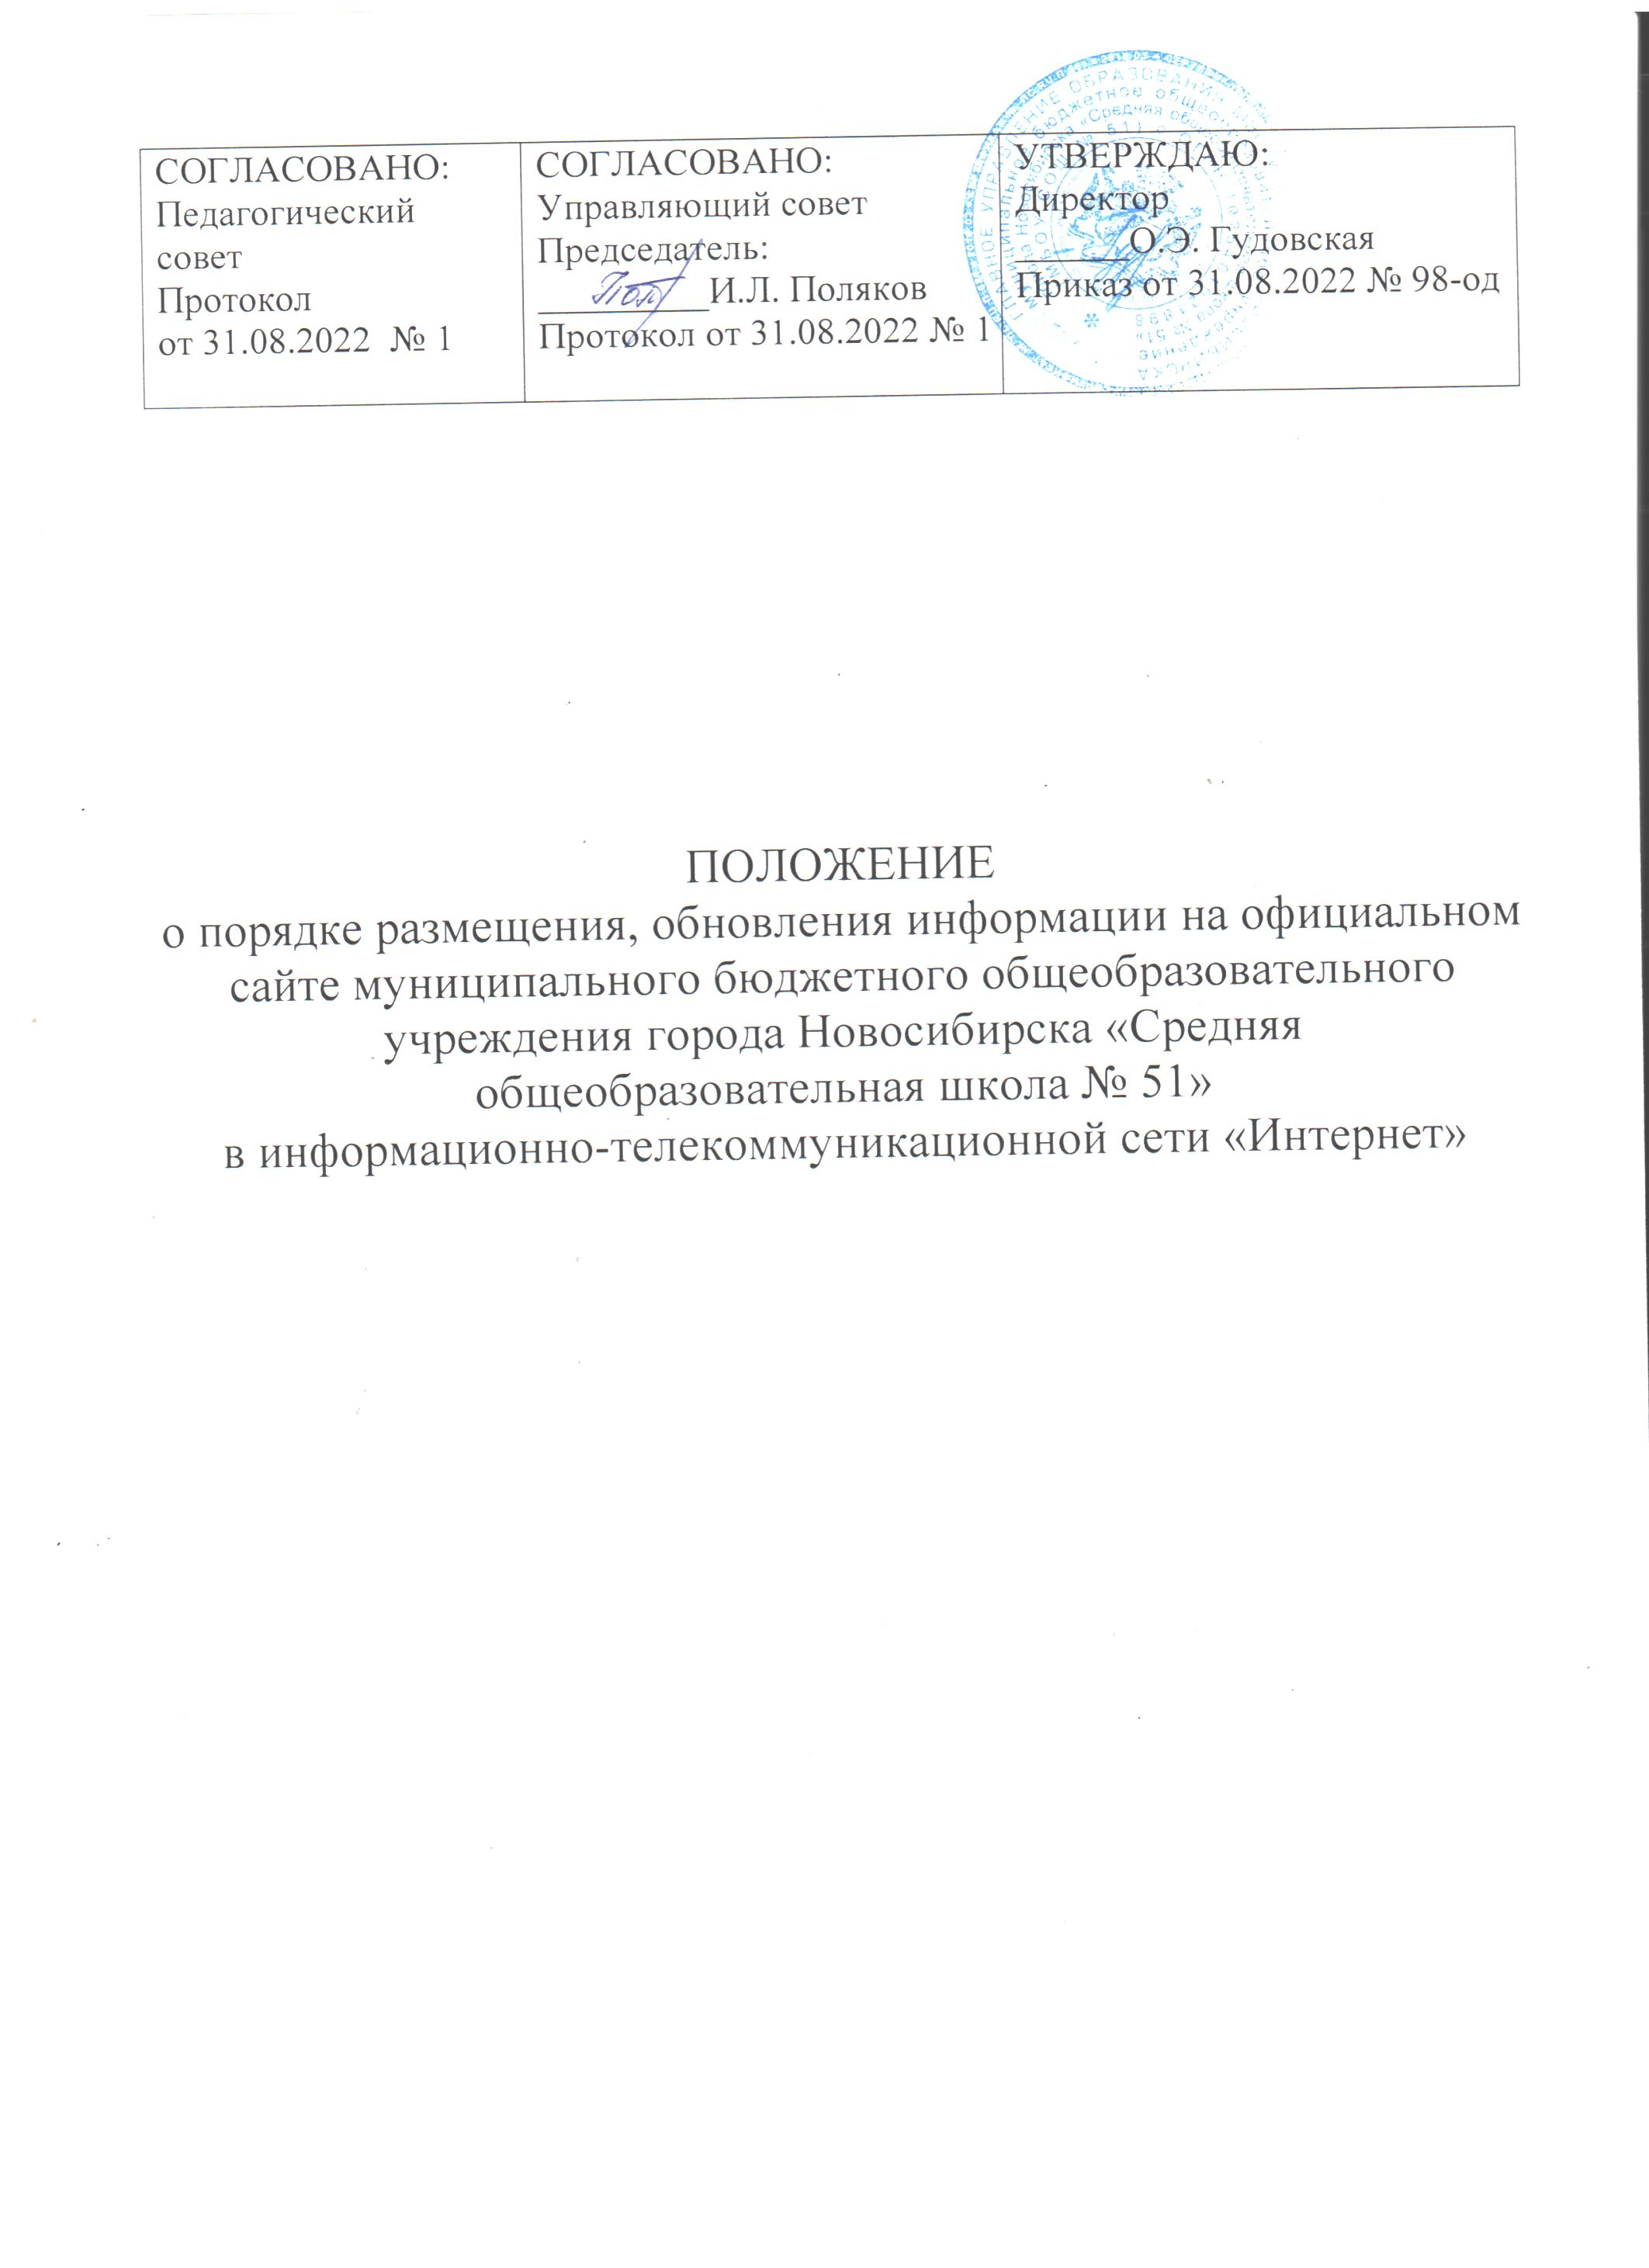 СОГЛАСОВАНО:
Педагогический
совет
Протокол
от 31.08.2022 № 1
СОГЛАСОВАНО:
Управляющий совет
Председатель:
_________И.Л. Поляков
Протокол от 31.08.2022 № 1
УТВЕРЖДАЮ:
Директор
______О.Э. Гудовская
Приказ от 31.08.2022 № 98-од
ПОЛОЖЕНИЕ
о порядке размещения, обновления информации на официальном
сайте муниципального бюджетного общеобразовательного
учреждения города Новосибирска «Средняя
общеобразовательная школа № 51»
в информационно-телекоммуникационной сети «Интернет»